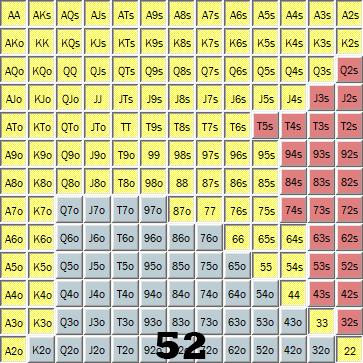 AA AKs AQs AJs ATs A9s A8s A7s A6s A5s A4s A3s A2s
AKo KK KQs KJs KTs K9s K8s K7s K6s K5s K4s K3s K2s
AQo KQo QQ QJs QTs Q9s Q8s Q7s Q6s Q5s Q4s Q3s Q2s
AJo KJo QJo JJ JTs J9s J8s J7s J6s J5s J4s J3s J2s
ATo KTo QTo JTo TT T9s T8s T7s T6s T5s T4s T3s T2s
A9o K9o Q9o J9o T9o 99 98s 97s 96s 95s 94s 93s 92s
A8o K8o Q8o J8o T8o 98o 88 87s 86s 85s 84s 83s 82s
A7o K7o Q7o J7o T7o 97o 87o 77 76s 75s 74s 73s 72s
A6o K6o Q6o J6o T6o 96o 86o 76o 66 65s 64s 63s 62s
A5o K5o Q5o J5o T5o 95o 85o 75o 65o 55 54s 53s 52s
A4o K4o Q4o J4o T4o 94o 84o 74o 64o 54o 44 43s 42s
A3o K3o Q3o J3o T3o 93o 83o 73o 63o 53o 43o 33 32s
A2o K2o Q2o J2o T2o 52 62o 52o 42o 32o 22